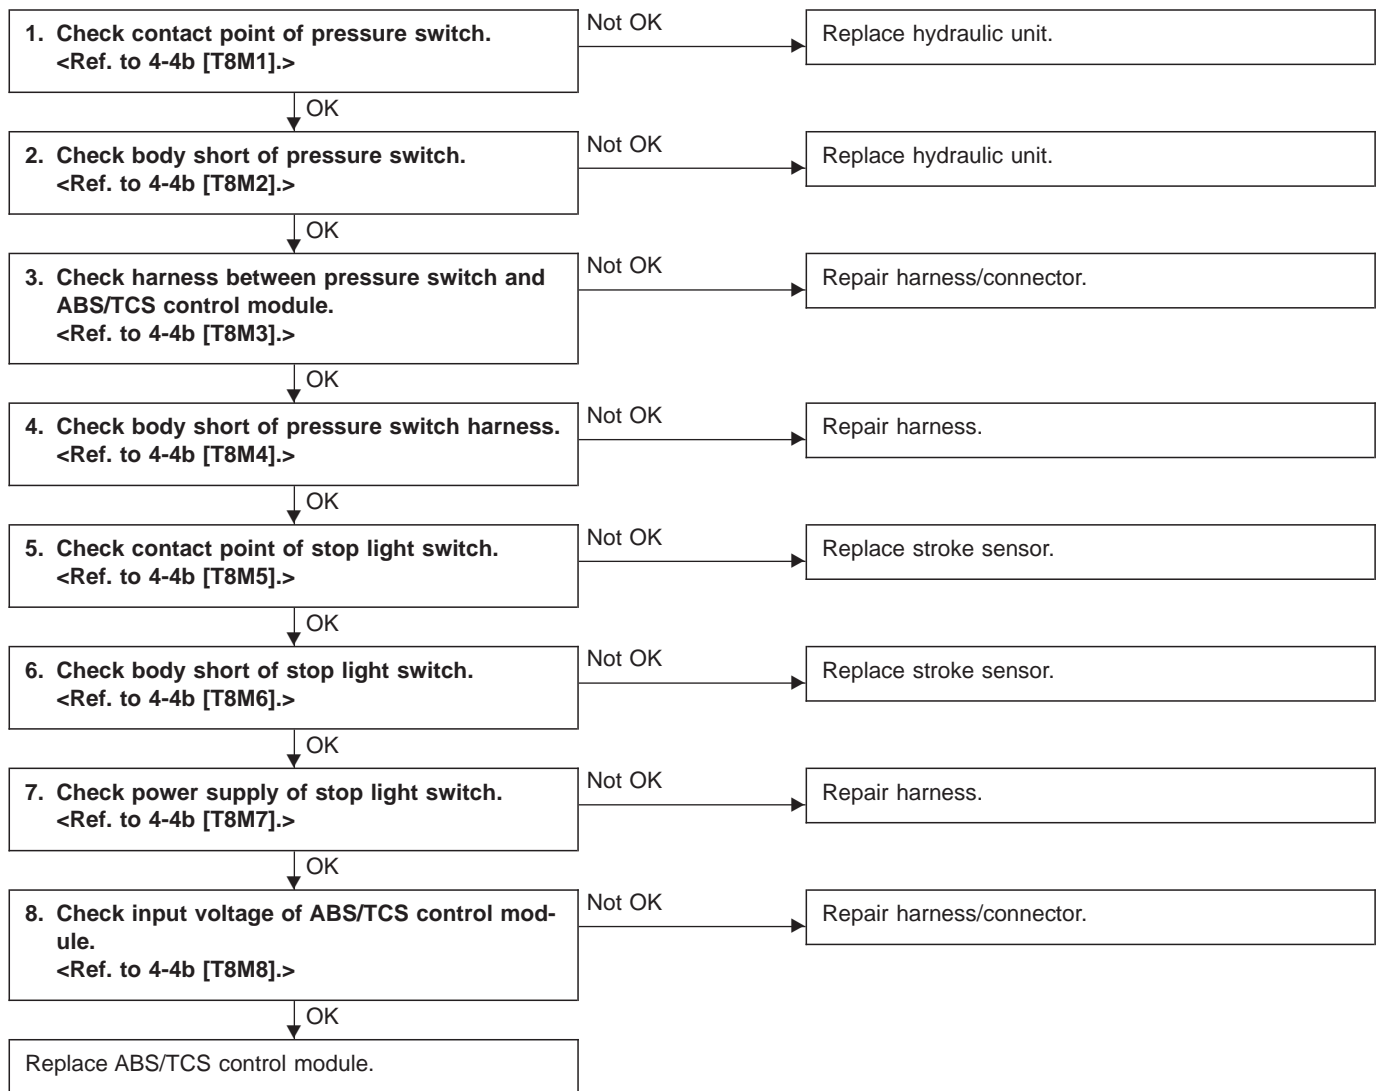 1. Check contact point of pressure switch.
<Ref. to 4-4b [T8M1].>
Not OK
Replace hydraulic unit.
OK
2. Check body short of pressure switch.
<Ref. to 4-4b [T8M2].>
Not OK
Replace hydraulic unit.
OK
3. Check harness between pressure switch and
ABS/TCS control module.
<Ref. to 4-4b [T8M3].>
Not OK
Repair harness/connector.
OK
4. Check body short of pressure switch harness.
<Ref. to 4-4b [T8M4].>
Not OK
Repair harness.
OK
5. Check contact point of stop light switch.
<Ref. to 4-4b [T8M5].>
Not OK
Replace stroke sensor.
OK
6. Check body short of stop light switch.
<Ref. to 4-4b [T8M6].>
Not OK
Replace stroke sensor.
OK
7. Check power supply of stop light switch.
<Ref. to 4-4b [T8M7].>
Not OK
Repair harness.
OK
8. Check input voltage of ABS/TCS control mod-
ule.
<Ref. to 4-4b [T8M8].>
Not OK
Repair harness/connector.
OK
Replace ABS/TCS control module.